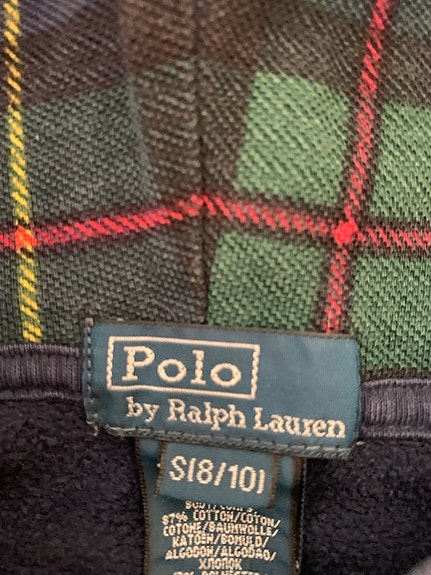 Polo
by Ralph Lauren
S(8/10)
87% COTTON/COTON/
COTONE/BAUMWOLLE/
KATOEN/BOMULD/
ALGODON/ALGODAO/
ХЛОПОК